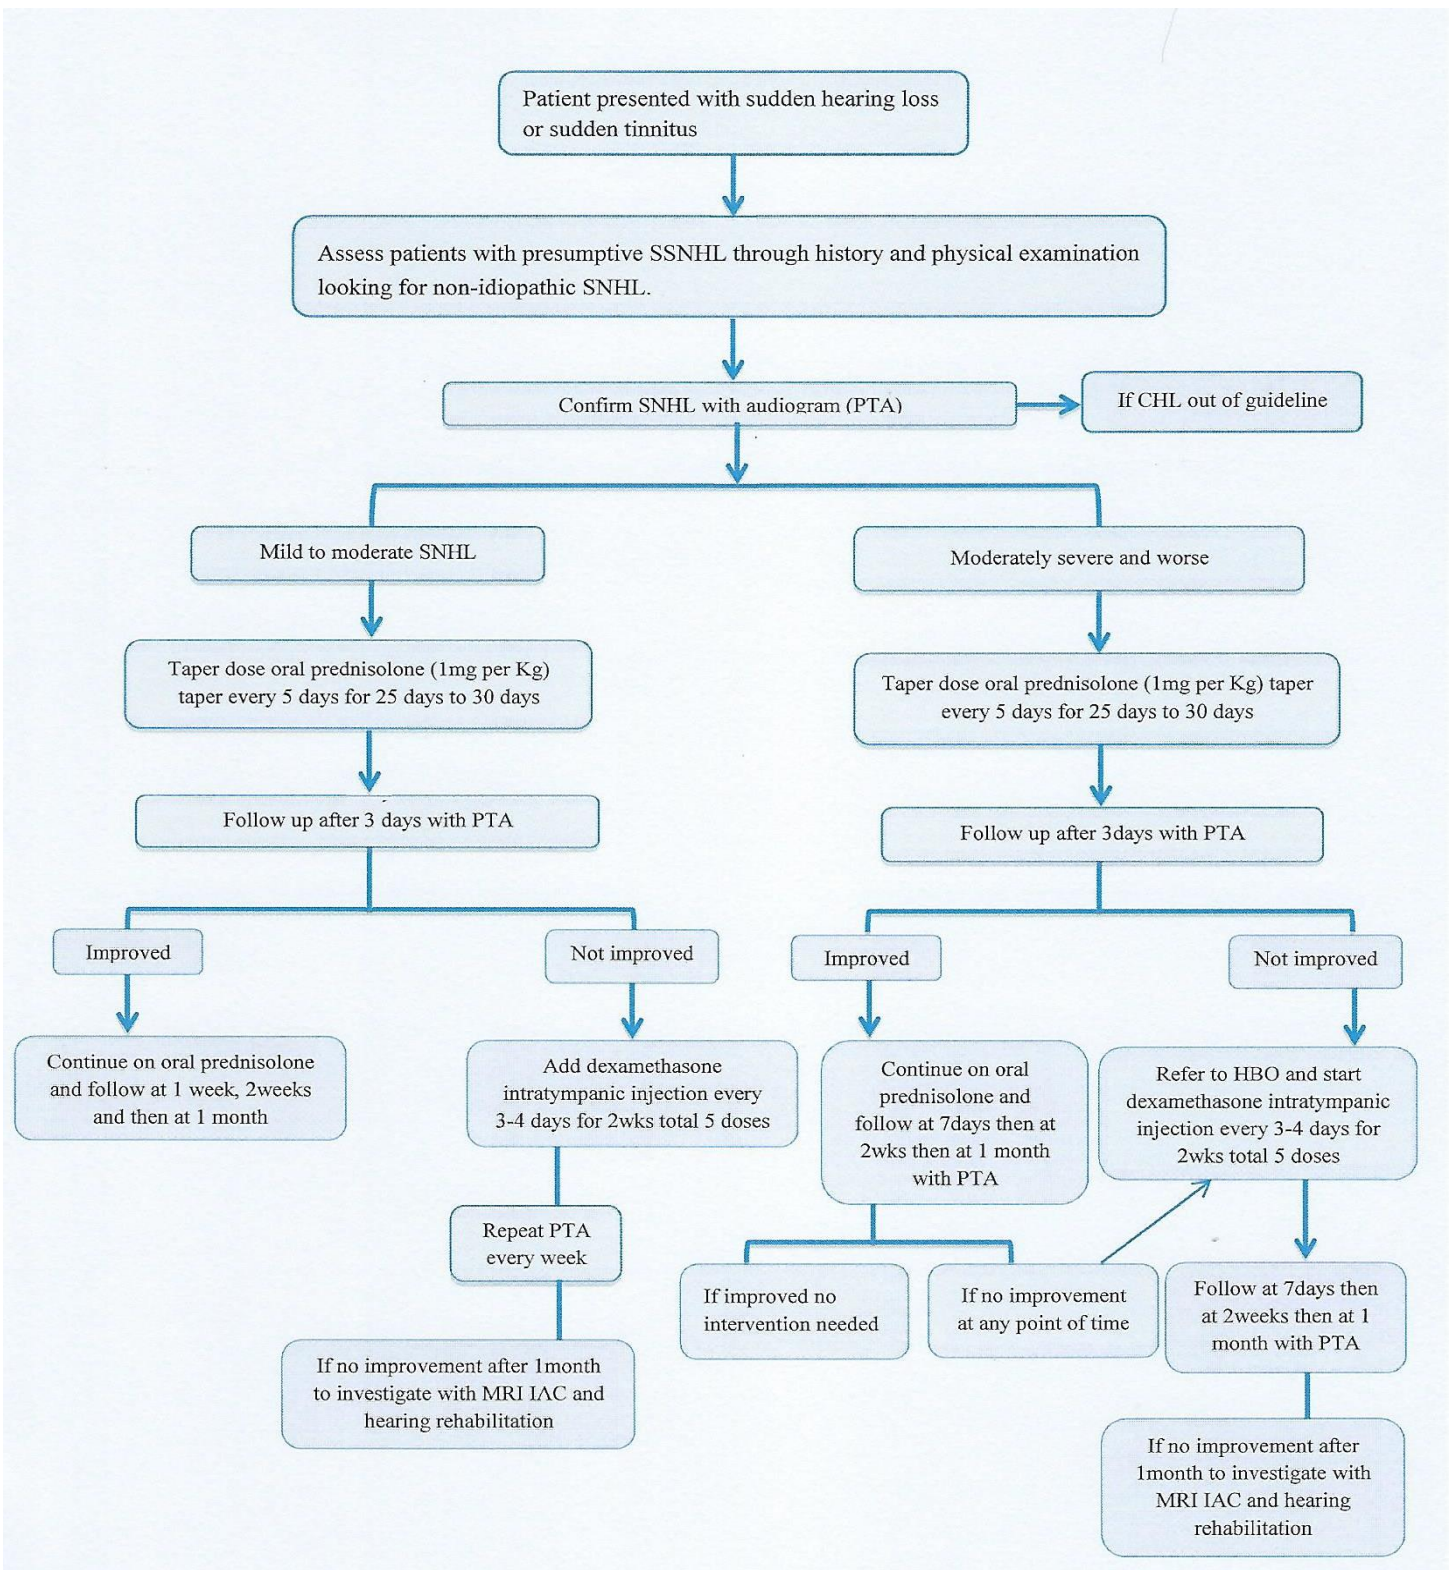 Patient presented with sudden hearing loss
or sudden tinnitus
Assess patients with presumptive SSNHL through history and physical examination
looking for non-idiopathic SNHL.
Confirm SNHL with audiogram (PTA)
If CHL out of guideline
Mild to moderate SNHL
Taper dose oral prednisolone (1mg per Kg)
taper every 5 days for 25 days to 30 days
Follow up after 3 days with PTA
Improved
Continue on oral prednisolone
and follow at 1 week, 2weeks
and then at 1 month
Not improved
Add dexamethasone
intratympanic injection every
3-4 days for 2wks total 5 doses
Repeat PTA
every week
If no improvement after 1month
to investigate with MRI IAC and
hearing rehabilitation
Moderately severe and worse
Taper dose oral prednisolone (1mg per Kg) taper
every 5 days for 25 days to 30 days
Follow up after 3days with PTA
Improved
Continue on oral
prednisolone and
follow at 7days then at
2wks then at 1 month
with PTA
If improved no
intervention needed
If no improvement
at any point of time
Not improved
Refer to HBO and start
dexamethasone intratympanic
injection every 3-4 days for
2wks total 5 doses
Follow at 7days then
at 2weeks then at 1
month with PTA
If no improvement after
1month to investigate with
MRI IAC and hearing
rehabilitation